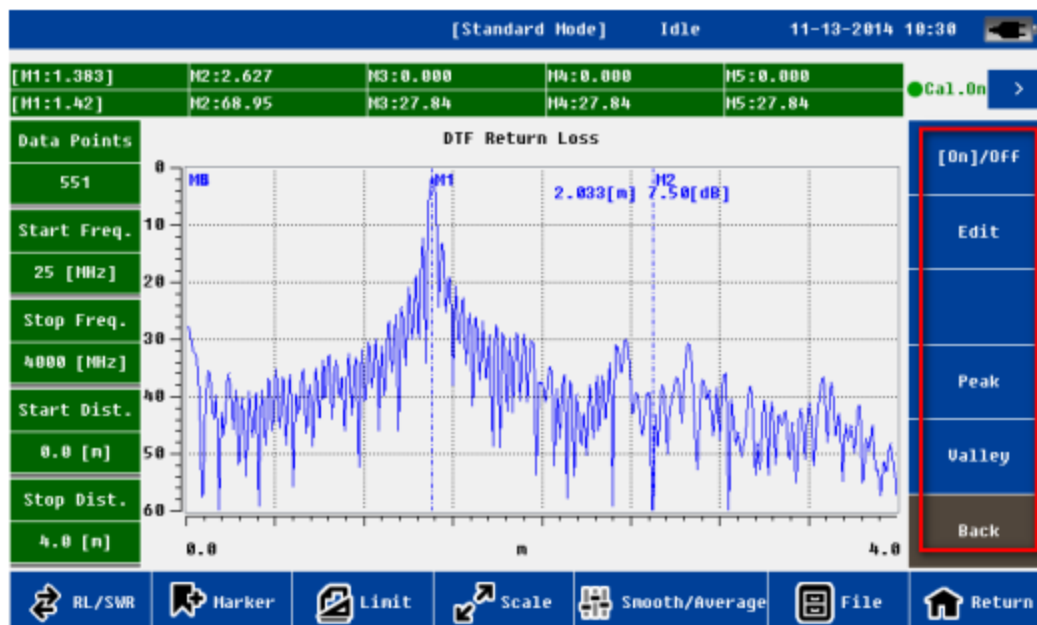 [Standard Mode] Idle 11-13-2014 10:30
[M1:1.383] M2:2.627 M3:0.000 M4:0.000 M5:0.000
[M1:1.42] M2:68.95 M3:27.84 M4:27.84 M5:27.84
Cal.On >
Data Points
551
Start Freq.
25 [MHz]
Stop Freq.
4000 [MHz]
Start Dist.
0.0 [m]
Stop Dist.
4.0 [m]
DTF Return Loss
M1 M2
2.033[m] 7.50[dB]
0
10
20
30
40
50
60
0.0 m 4.0
[On]/Off
Edit
Peak
Valley
Back
RL/SWR Marker Limit Scale Smooth/Average File Return